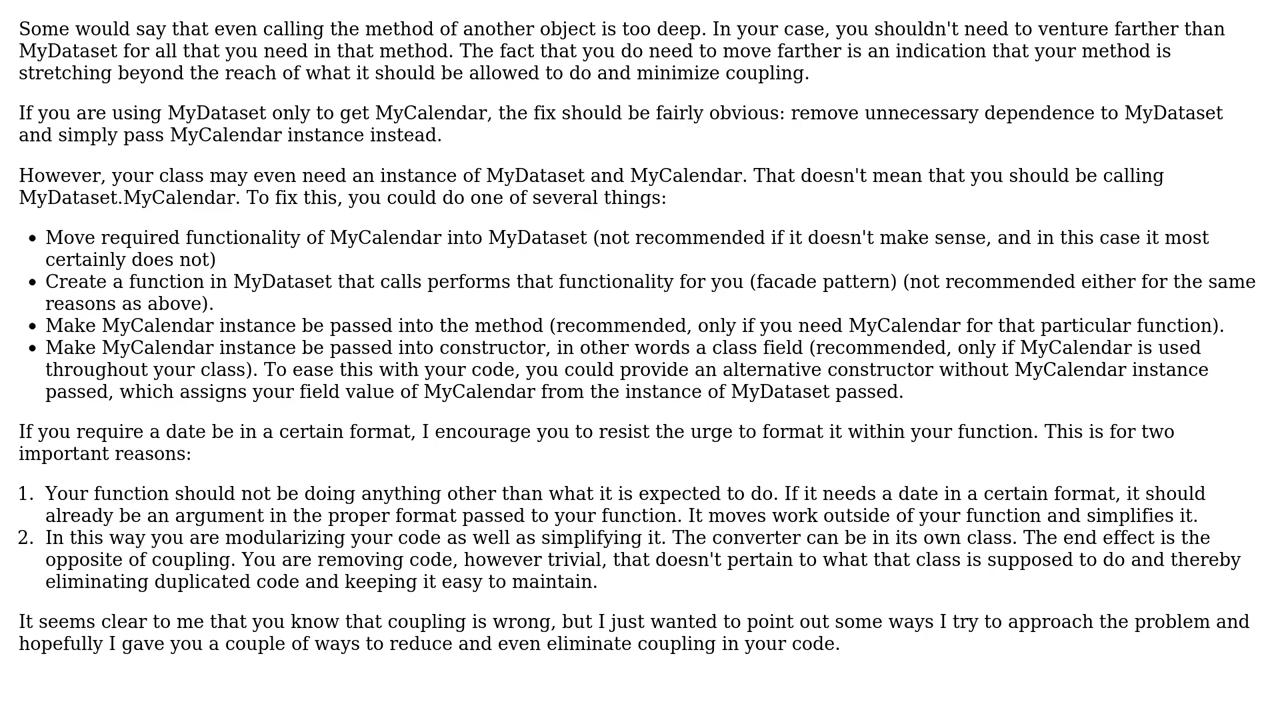 Some would say that even calling the method of another object is too deep. In your case, you shouldn't need to venture farther than
MyDataset for all that you need in that method. The fact that you do need to move farther is an indication that your method is
stretching beyond the reach of what it should be allowed to do and minimize coupling.
If you are using MyDataset only to get MyCalendar, the fix should be fairly obvious: remove unnecessary dependence to MyDataset
and simply pass MyCalendar instance instead.
However, your class may even need an instance of MyDataset and MyCalendar. That doesn't mean that you should be calling
MyDataset.MyCalendar. To fix this, you could do one of several things:
• Move required functionality of MyCalendar into MyDataset (not recommended if it doesn't make sense, and in this case it most
certainly does not)
• Create a function in MyDataset that calls performs that functionality for you (facade pattern) (not recommended either for the same
reasons as above).
• Make MyCalendar instance be passed into the method (recommended, only if you need MyCalendar for that particular function).
• Make MyCalendar instance be passed into constructor, in other words a class field (recommended, only if MyCalendar is used
throughout your class). To ease this with your code, you could provide an alternative constructor without MyCalendar instance
passed, which assigns your field value of MyCalendar from the instance of MyDataset passed.
If you require a date be in a certain format, I encourage you to resist the urge to format it within your function. This is for two
important reasons:
1. Your function should not be doing anything other than what it is expected to do. If it needs a date in a certain format, it should
already be an argument in the proper format passed to your function. It moves work outside of your function and simplifies it.
2. In this way you are modularizing your code as well as simplifying it. The converter can be in its own class. The end effect is the
opposite of coupling. You are removing code, however trivial, that doesn't pertain to what that class is supposed to do and thereby
eliminating duplicated code and keeping it easy to maintain.
It seems clear to me that you know that coupling is wrong, but I just wanted to point out some ways I try to approach the problem and
hopefully I gave you a couple of ways to reduce and even eliminate coupling in your code.